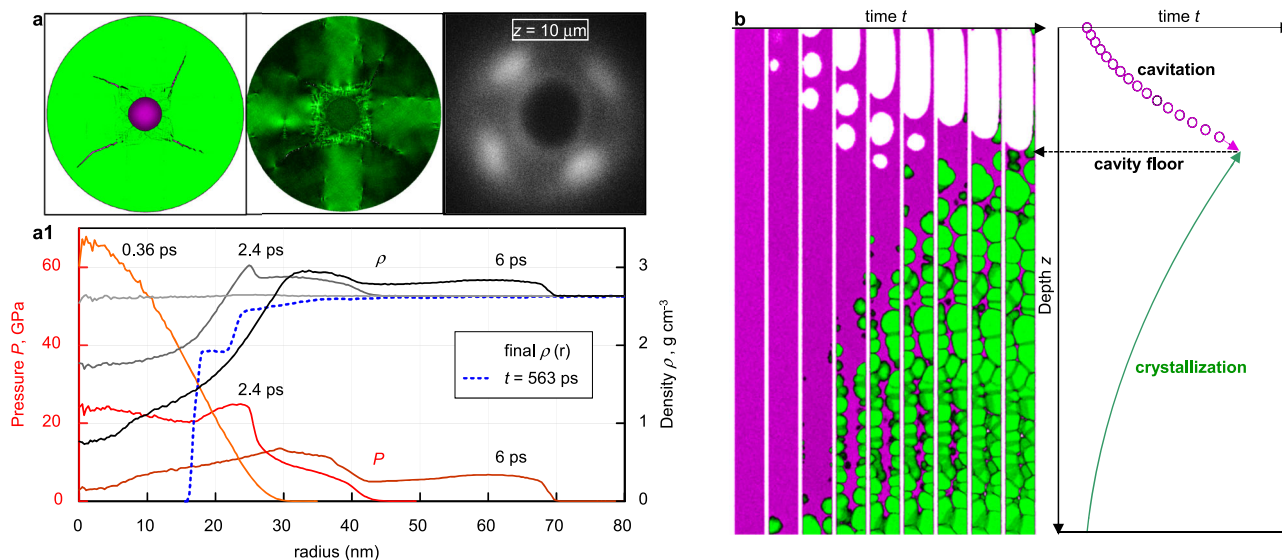 a
z = 10 μm
a1
0.36 ps
2.4 ps
ρ
6 ps
60
40
20
0
Pressure P, GPa
3
2
1
0
Density ρ, g cm⁻³
final ρ (r)
t = 563 ps
2.4 ps
P
6 ps
0 10 20 30 40 50 60 70 80
radius (nm)
b
time t
time t
cavitation
cavity floor
Depth z
crystallization